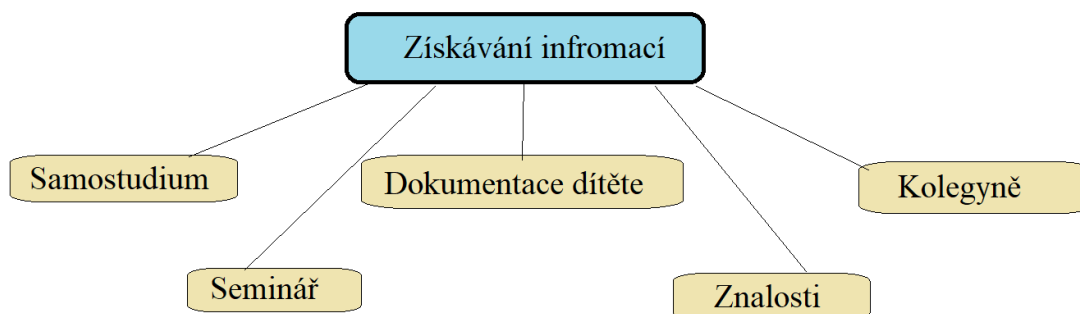 Získávání infromací
Samostudium
Dokumentace dítěte
Kolegyně
Seminář
Znalosti